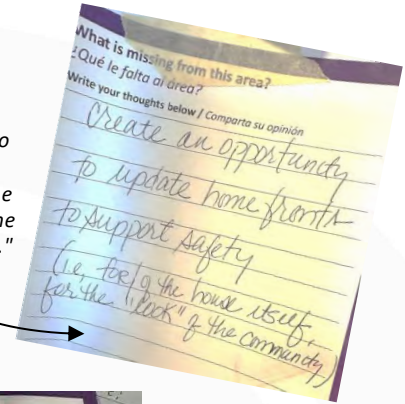 What is missing from this area?
¿Qué le falta al área?
Write your thoughts below / Comparta su opinión
Create an opportunity
to update home fronts
to support safety
(i.e, for/of the house itself,
for the "look" of the community)
o
e
ne
."